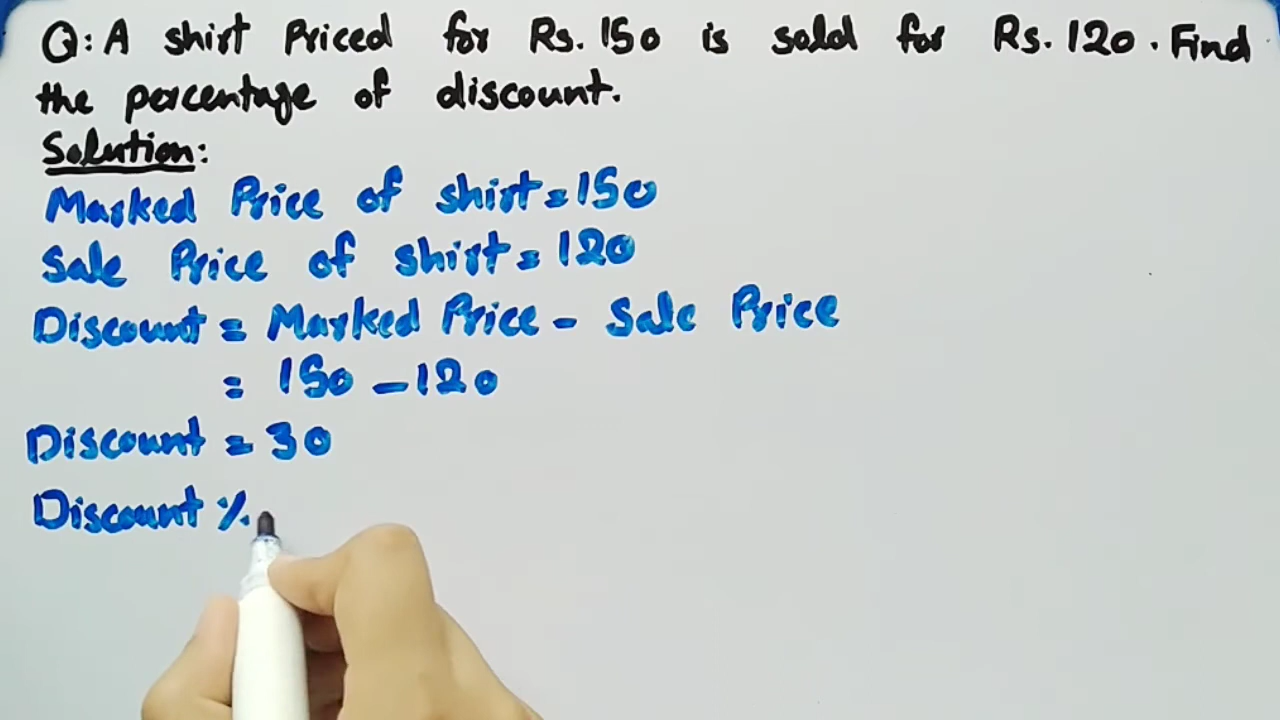 Q: A shirt Priced for Rs. 150 is sold for Rs. 120. Find
the percentage of discount.
Solution:
Marked Price of shirt = 150
Sale Price of shirt = 120
Discount = Marked Price - Sale Price
= 150 - 120
Discount = 30
Discount %